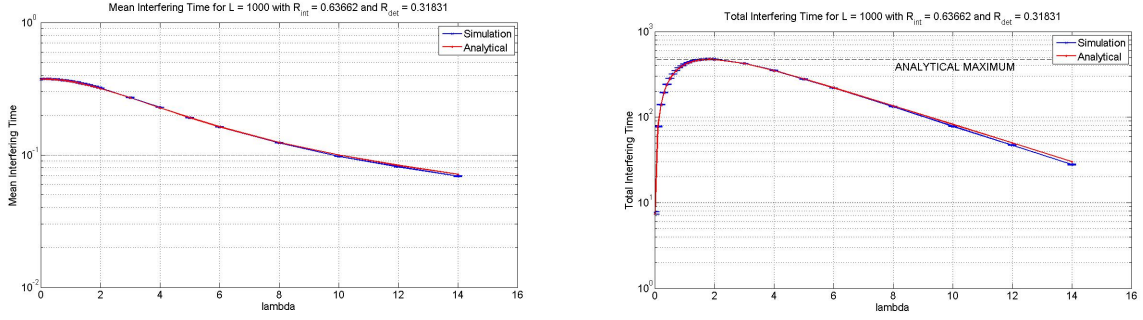 Mean Interfering Time for L = 1000 with R_int = 0.63662 and R_det = 0.31831
10^0
Simulation
Analytical
Mean Interfering Time
10^-1
10^-2
0 2 4 6 8 10 12 14 16
lambda
Total Interfering Time for L = 1000 with R_int = 0.63662 and R_det = 0.31831
10^3
Simulation
Analytical
ANALYTICAL MAXIMUM
Total Interfering Time
10^2
10^1
10^0
0 2 4 6 8 10 12 14 16
lambda